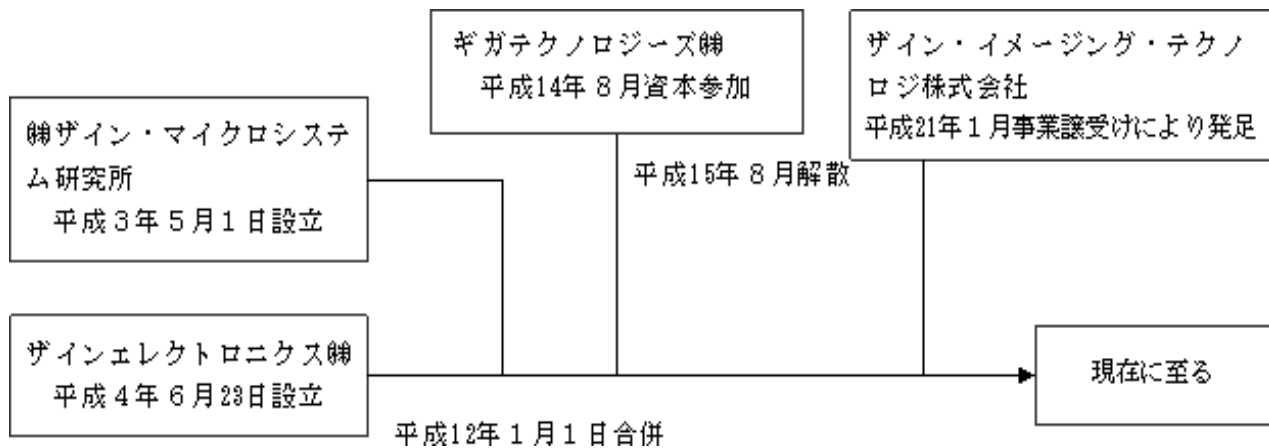 ギガテクノロジーズ㈱
平成14年８月資本参加
ザイン・イメージング・テクノ
ロジ株式会社
平成21年１月事業譲受けにより発足
㈱ザイン・マイクロシステ
ム研究所
平成３年５月１日設立
平成15年８月解散
ザインエレクトロニクス㈱
平成４年６月23日設立
現在に至る
平成12年１月１日合併